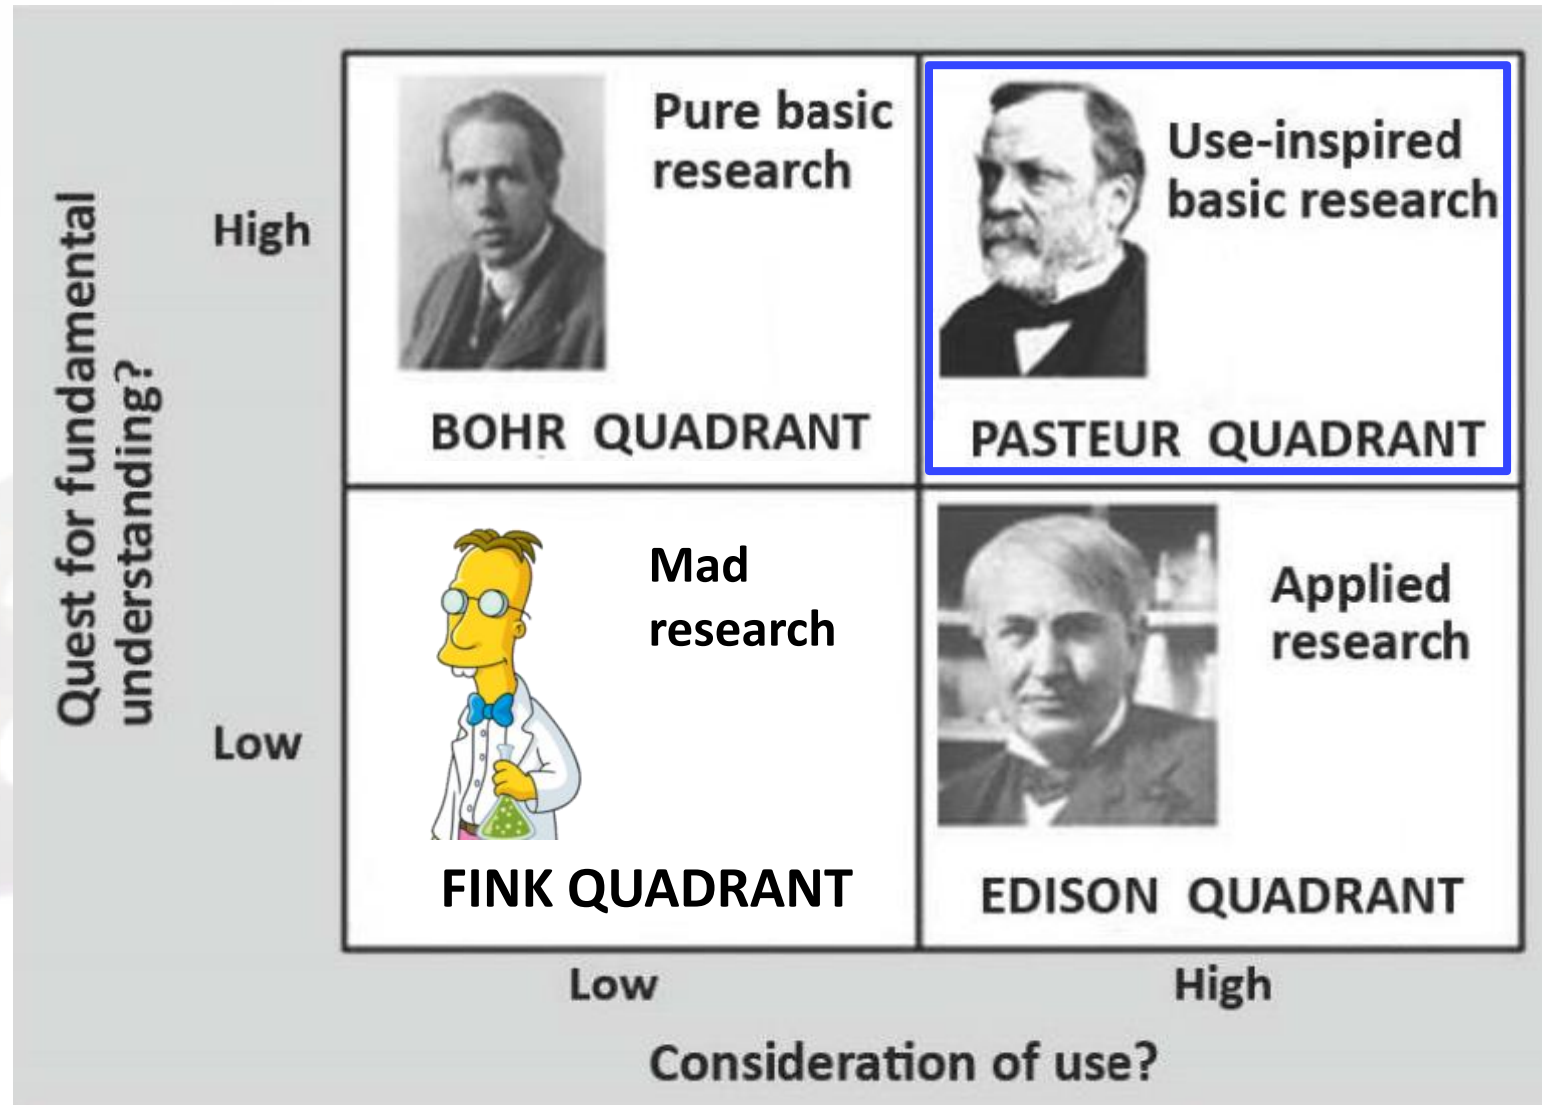 Quest for fundamental
understanding?
High
Low
Pure basic
research
BOHR QUADRANT
Use-inspired
basic research
PASTEUR QUADRANT
Mad
research
FINK QUADRANT
Applied
research
EDISON QUADRANT
Low
High
Consideration of use?